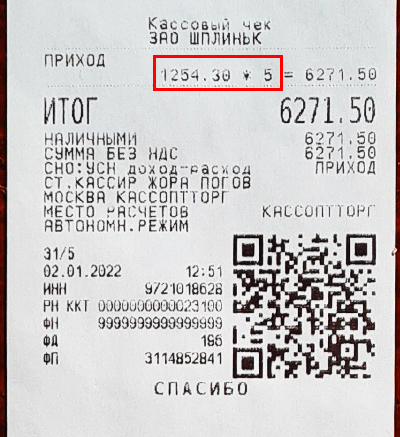 Кассовый чек
ЗАО ШПЛИНЬК
ПРИХОД
1254.30 * 5 = 6271.50
ИТОГ 6271.50
НАЛИЧНЫМИ 6271.50
СУММА БЕЗ НДС 6271.50
СНО:УСН доход-расход ПРИХОД
СТ.КАССИР ЖОРА ПОГОВ
МОСКВА КАССОПТТОРГ
МЕСТО РАСЧЕТОВ КАССОПТТОРГ
АВТОНОМН.РЕЖИМ
31/5
02.01.2022 12:51
ИНН 9721018628
РН ККТ 0000000000023100
ФН 9999999999999999
ФД 195
ФП 3114852841
СПАСИБО